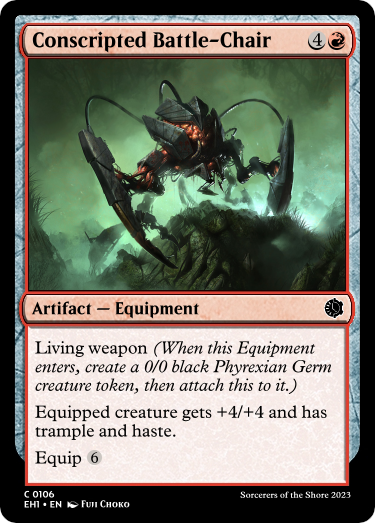 Conscripted Battle-Chair 4
Artifact — Equipment
Living weapon (When this Equipment
enters, create a 0/0 black Phyrexian Germ
creature token, then attach this to it.)
Equipped creature gets +4/+4 and has
trample and haste.
Equip 6
C 0106
EH1 • EN Fuji Choko
Sorcerers of the Shore 2023